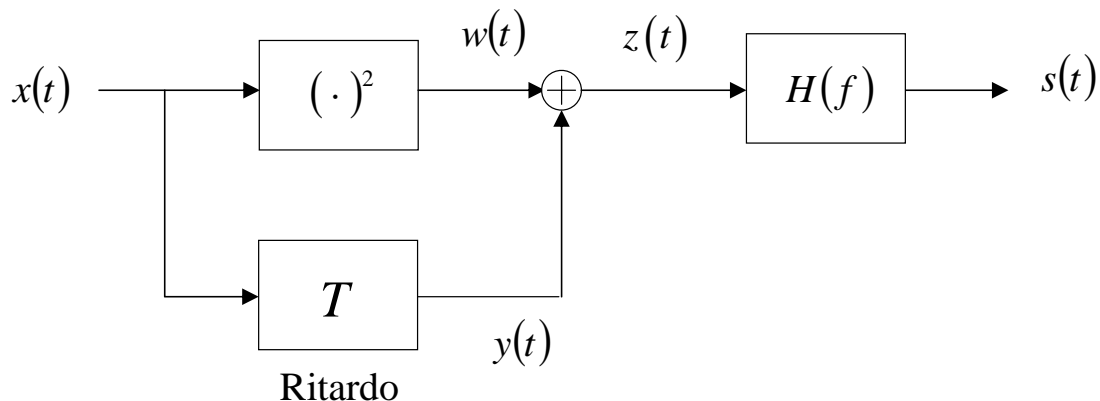 x(t)
( · )²
w(t)
+
z(t)
H(f)
s(t)
T
y(t)
Ritardo